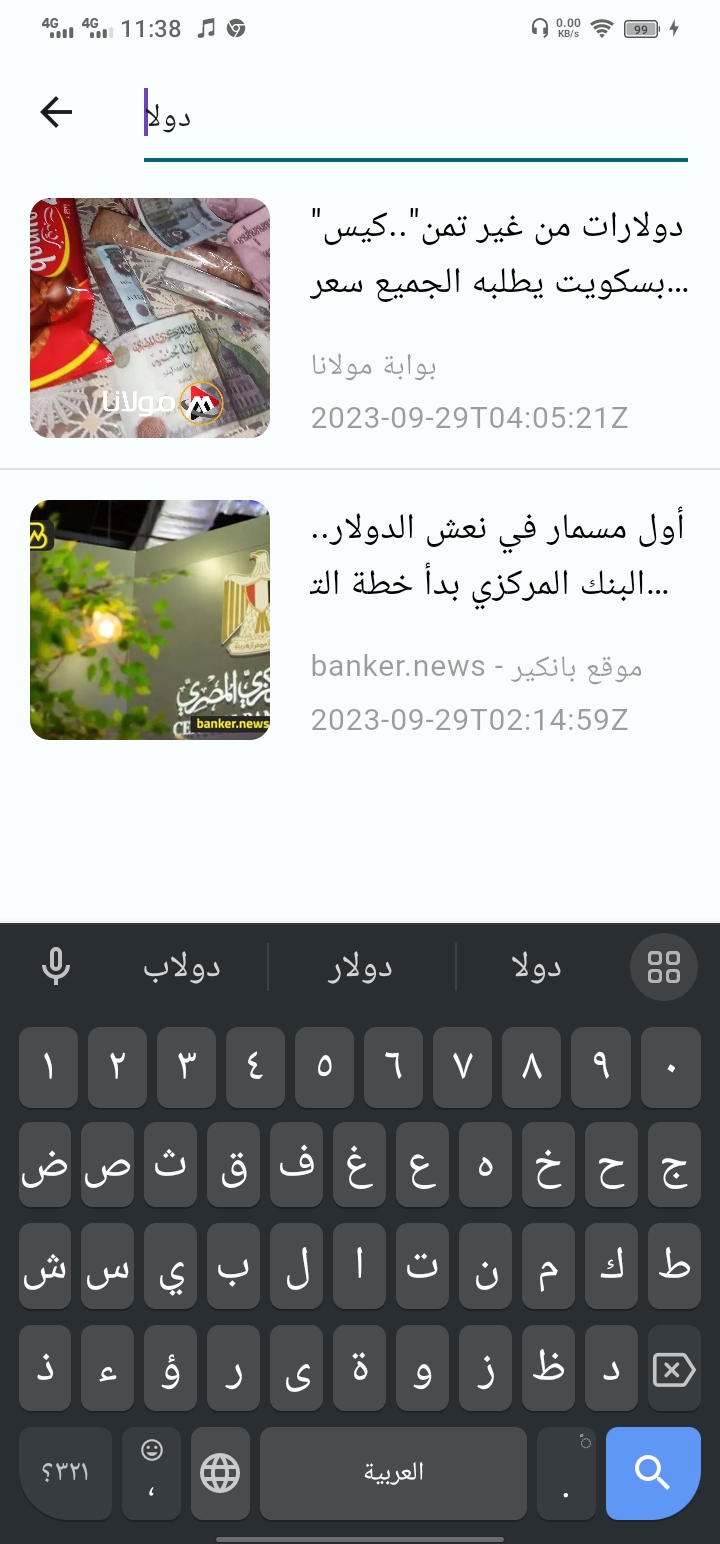 4G 4G 11:38 0.00 KB/s 99
دولا
دولارات من غير تمن"..كيس"
...بسكويت يطلبه الجميع سعر
بوابة مولانا
2023-09-29T04:05:21Z
مولانا
أول مسمار في نعش الدولار..
...البنك المركزي بدأ خطة الت
موقع بانكير - banker.news
2023-09-29T02:14:59Z
banker.news
دولاب دولار دولا
١ ٢ ٣ ٤ ٥ ٦ ٧ ٨ ٩ ٠
ض ص ث ق ف غ ع ه خ ح ج
ش س ي ب ل ا ت ن م ك ط
ذ ء ؤ ر ى ة و ز ظ د
؟٣٢١ ، العربية .